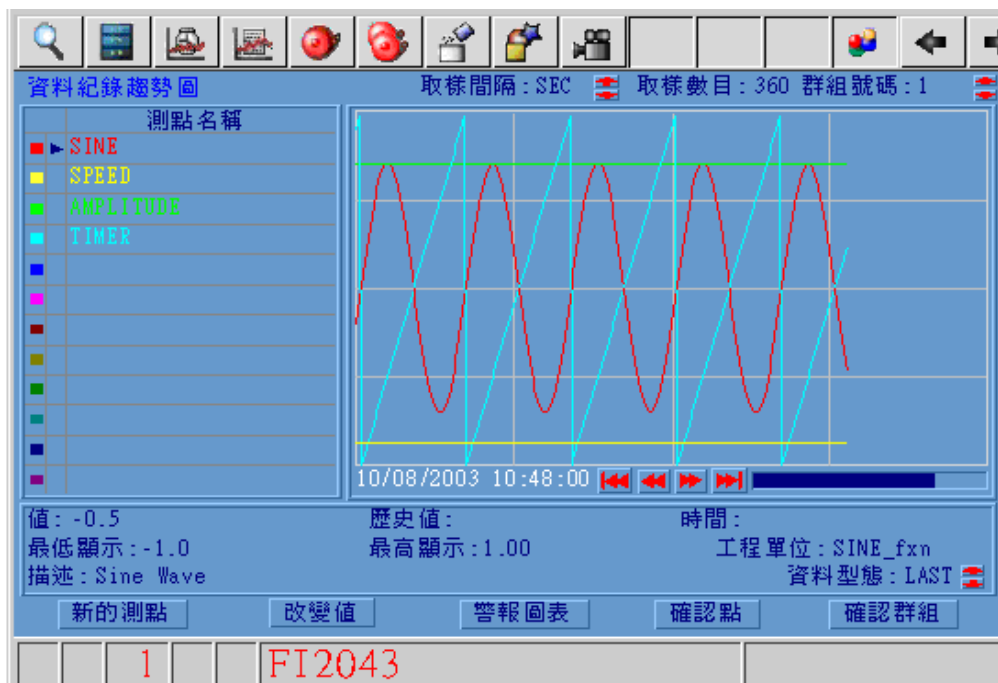 資料紀錄趨勢圖 取樣間隔:SEC 取樣數目:360 群組號碼:1
測點名稱
SINE
SPEED
AMPLITUDE
TIMER
10/08/2003 10:48:00
值:-0.5 歷史值: 時間:
最低顯示:-1.0 最高顯示:1.00 工程單位:SINE_fxn
描述:Sine Wave 資料型態:LAST
新的測點 改變值 警報圖表 確認點 確認群組
1 FI2043